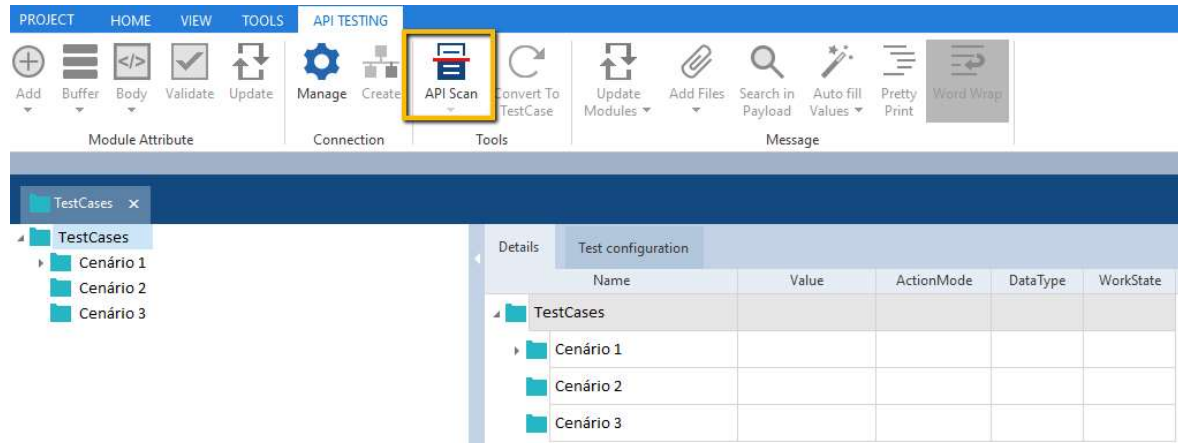 PROJECT HOME VIEW TOOLS API TESTING
Add Buffer Body Validate Update Manage Create API Scan Convert To Update Add Files Search in Auto fill Pretty Word Wrap
TestCase Modules Payload Values Print
Module Attribute Connection Tools Message
TestCases
TestCases
Cenário 1
Cenário 2
Cenário 3
Details Test configuration
Name Value ActionMode DataType WorkState
TestCases
Cenário 1
Cenário 2
Cenário 3